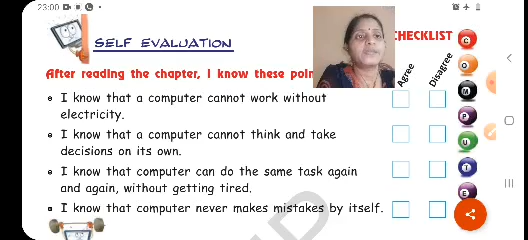 23:00
SELF EVALUATION
CHECKLIST
After reading the chapter, I know these poin
Agree
Disagree
• I know that a computer cannot work without
electricity.
• I know that a computer cannot think and take
decisions on its own.
• I know that computer can do the same task again
and again, without getting tired.
• I know that computer never makes mistakes by itself.
C
O
M
P
U
T
E